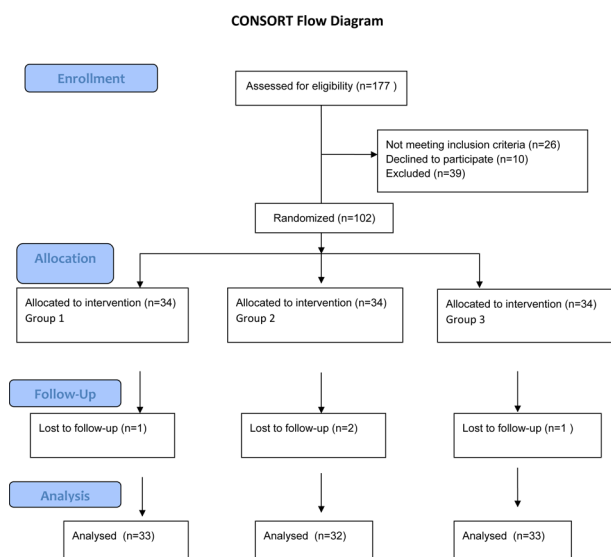 CONSORT Flow Diagram
Enrollment
Assessed for eligibility (n=177 )
Not meeting inclusion criteria (n=26)
Declined to participate (n=10)
Excluded (n=39)
Randomized (n=102)
Allocation
Allocated to intervention (n=34)
Group 1
Allocated to intervention (n=34)
Group 2
Allocated to intervention (n=34)
Group 3
Follow-Up
Lost to follow-up (n=1)
Lost to follow-up (n=2)
Lost to follow-up (n=1 )
Analysis
Analysed (n=33)
Analysed (n=32)
Analysed (n=33)